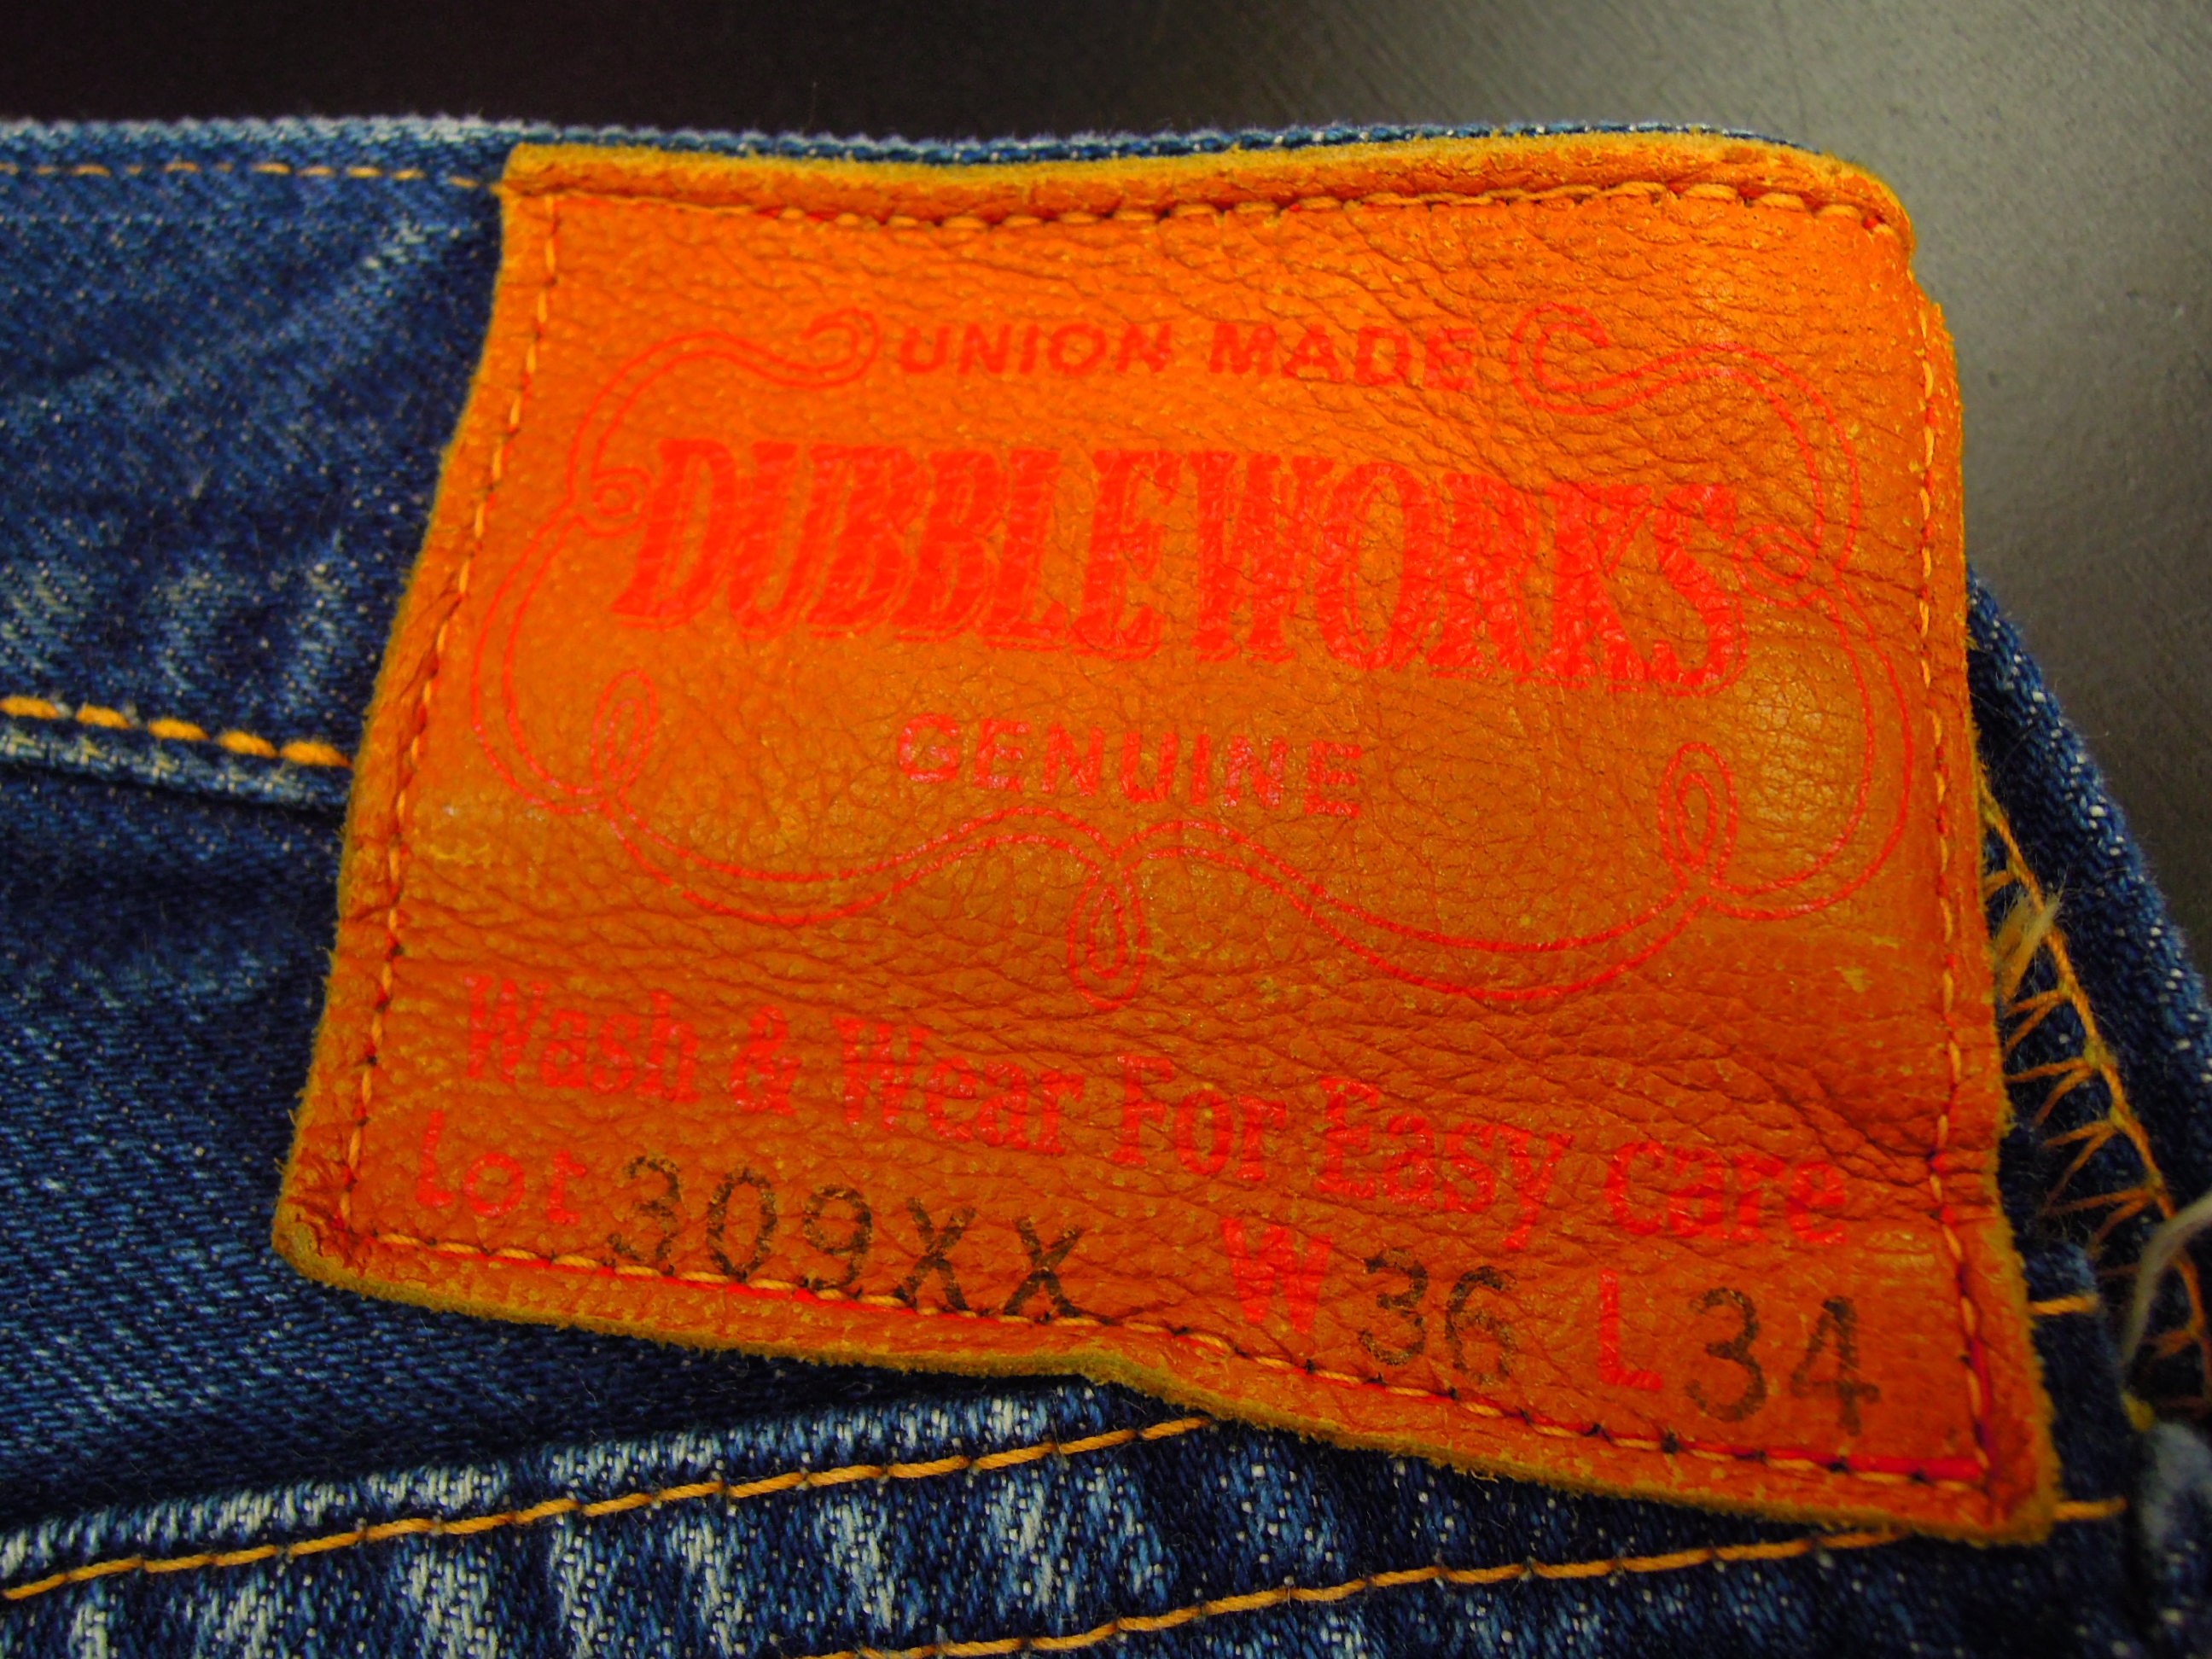 UNION MADE
DUBBLEWORKS
GENUINE
Wash & Wear For Easy care
Lot 309XX W 36 L 34